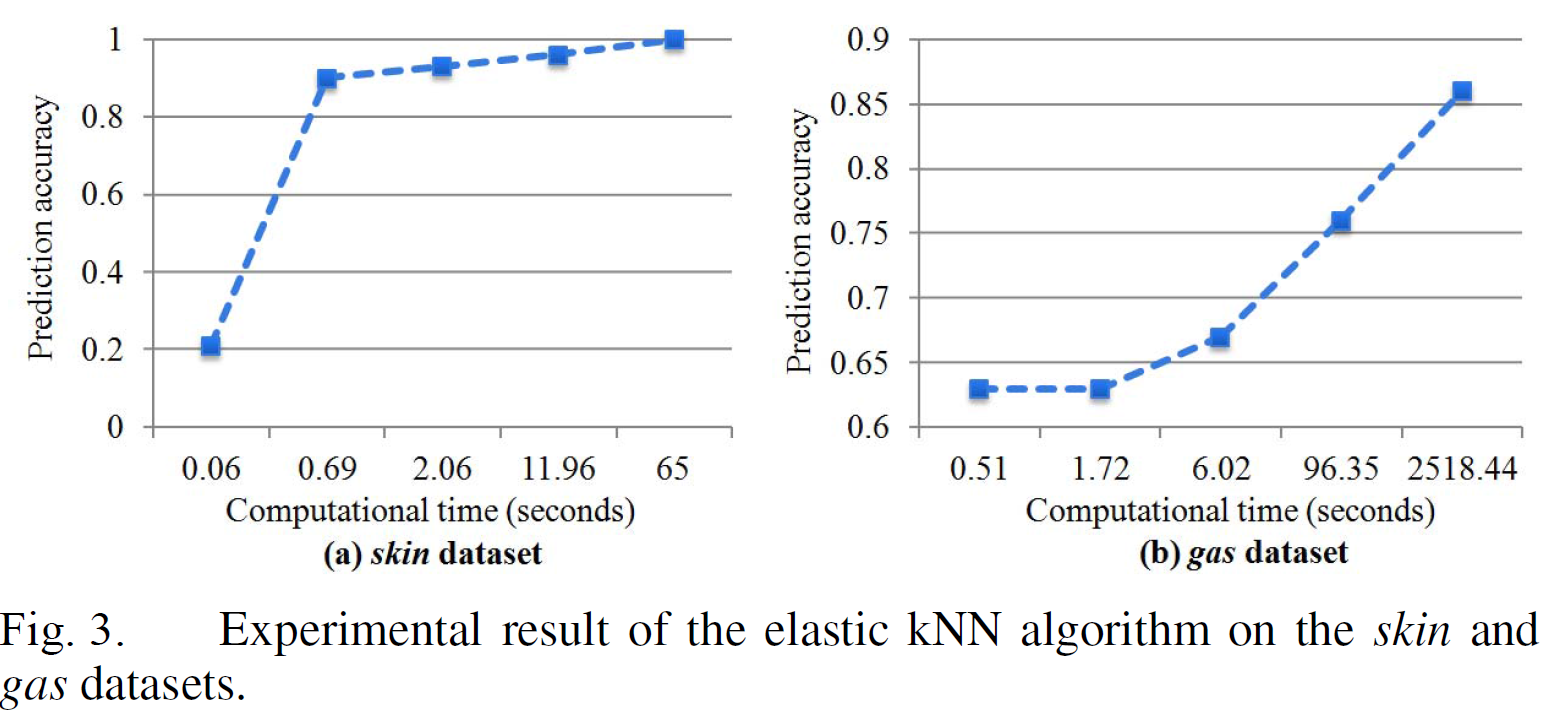 Prediction accuracy
1
0.8
0.6
0.4
0.2
0
0.06 0.69 2.06 11.96 65
Computational time (seconds)
(a) skin dataset
Prediction accuracy
0.9
0.85
0.8
0.75
0.7
0.65
0.6
0.51 1.72 6.02 96.35 2518.44
Computational time (seconds)
(b) gas dataset
Fig. 3. Experimental result of the elastic kNN algorithm on the skin and
gas datasets.